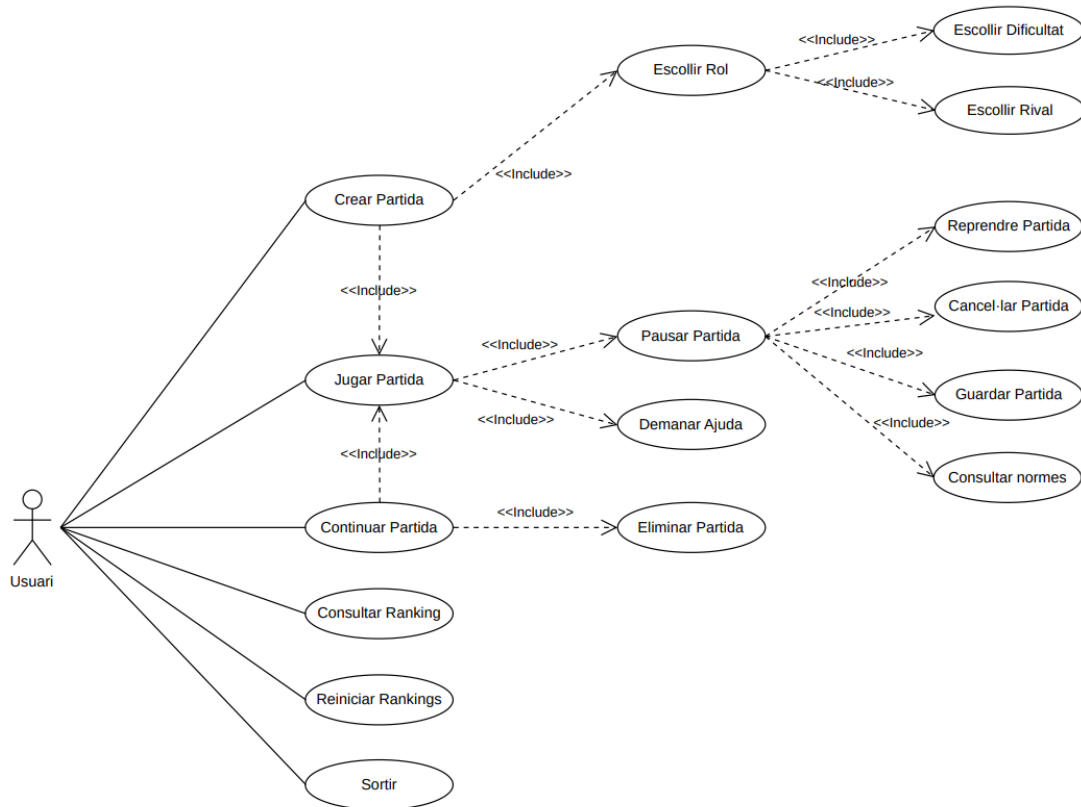 Escollir Dificultat
<<Include>>
Escollir Rol
<<Include>>
Escollir Rival
<<Include>>
Crear Partida
Reprendre Partida
<<Include>>
<<Include>>
Cancel·lar Partida
<<Include>>
Pausar Partida
<<Include>>
<<Include>>
Jugar Partida
Guardar Partida
<<Include>>
<<Include>>
Demanar Ajuda
<<Include>>
Consultar normes
<<Include>>
Continuar Partida
Eliminar Partida
Usuari
Consultar Ranking
Reiniciar Rankings
Sortir